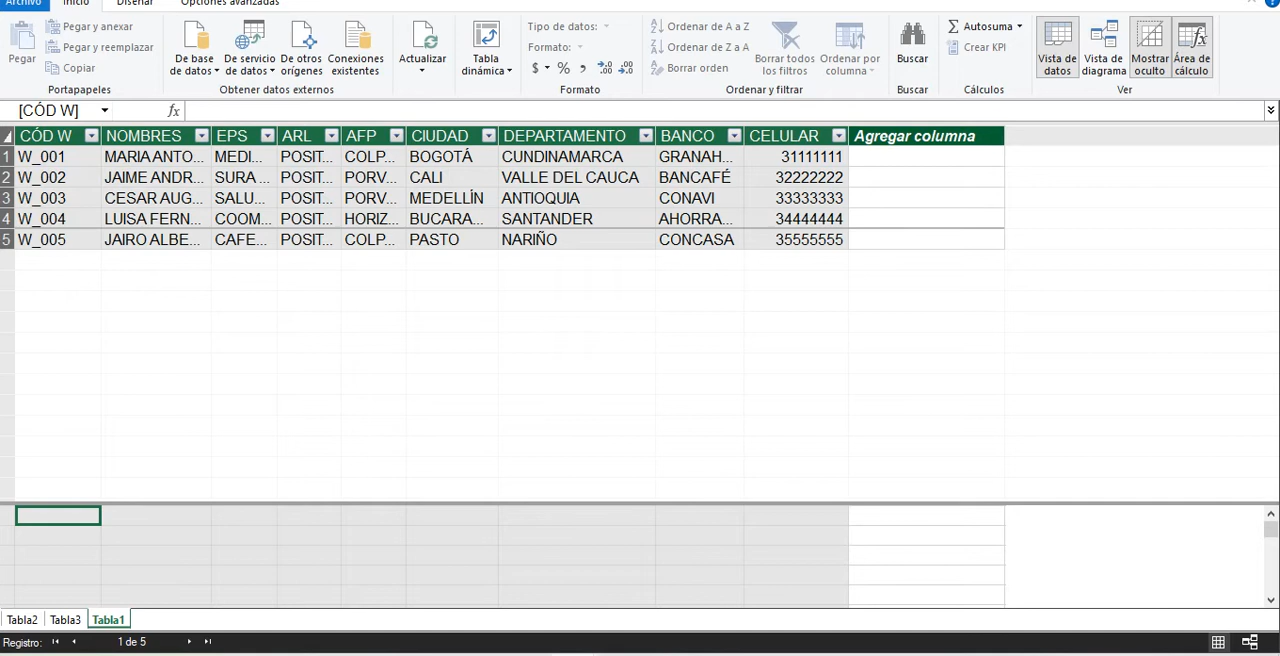 Archivo Inicio Diseñar Opciones avanzadas
Pegar
Pegar y anexar
Pegar y reemplazar
Copiar
Portapapeles
De base de datos
De servicio de datos
De otros orígenes
Conexiones existentes
Obtener datos externos
Actualizar
Tabla dinámica
Tipo de datos:
Formato:
$ % , ,00 ,00
Formato
Ordenar de A a Z
Ordenar de Z a A
Borrar orden
Borrar todos los filtros
Ordenar por columna
Ordenar y filtrar
Buscar
Buscar
Autosuma
Crear KPI
Cálculos
Vista de datos
Vista de diagrama
Mostrar oculto
Área de cálculo
Ver
[CÓD W] fx
CÓD W NOMBRES EPS ARL AFP CIUDAD DEPARTAMENTO BANCO CELULAR Agregar columna
1 W_001 MARIA ANTO... MEDI... POSIT... COLP... BOGOTÁ CUNDINAMARCA GRANAH... 31111111
2 W_002 JAIME ANDR... SURA ... POSIT... PORV... CALI VALLE DEL CAUCA BANCAFÉ 32222222
3 W_003 CESAR AUG... SALU... POSIT... PORV... MEDELLÍN ANTIOQUIA CONAVI 33333333
4 W_004 LUISA FERN... COOM... POSIT... HORIZ... BUCARA... SANTANDER AHORRA... 34444444
5 W_005 JAIRO ALBE... CAFE... POSIT... COLP... PASTO NARIÑO CONCASA 35555555
Tabla2 Tabla3 Tabla1
Registro: 1 de 5